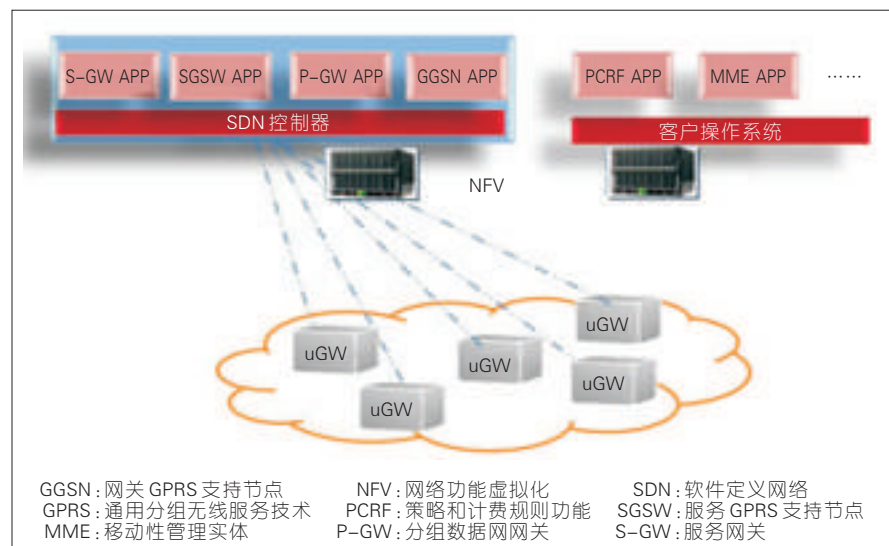 S-GW APP SGSW APP P-GW APP GGSN APP PCRF APP MME APP ……
SDN 控制器 客户操作系统
NFV
uGW
uGW
uGW
uGW
uGW
GGSN:网关 GPRS 支持节点 NFV:网络功能虚拟化 SDN:软件定义网络
GPRS:通用分组无线服务技术 PCRF:策略和计费规则功能 SGSW:服务 GPRS 支持节点
MME:移动性管理实体 P-GW:分组数据网网关 S-GW:服务网关